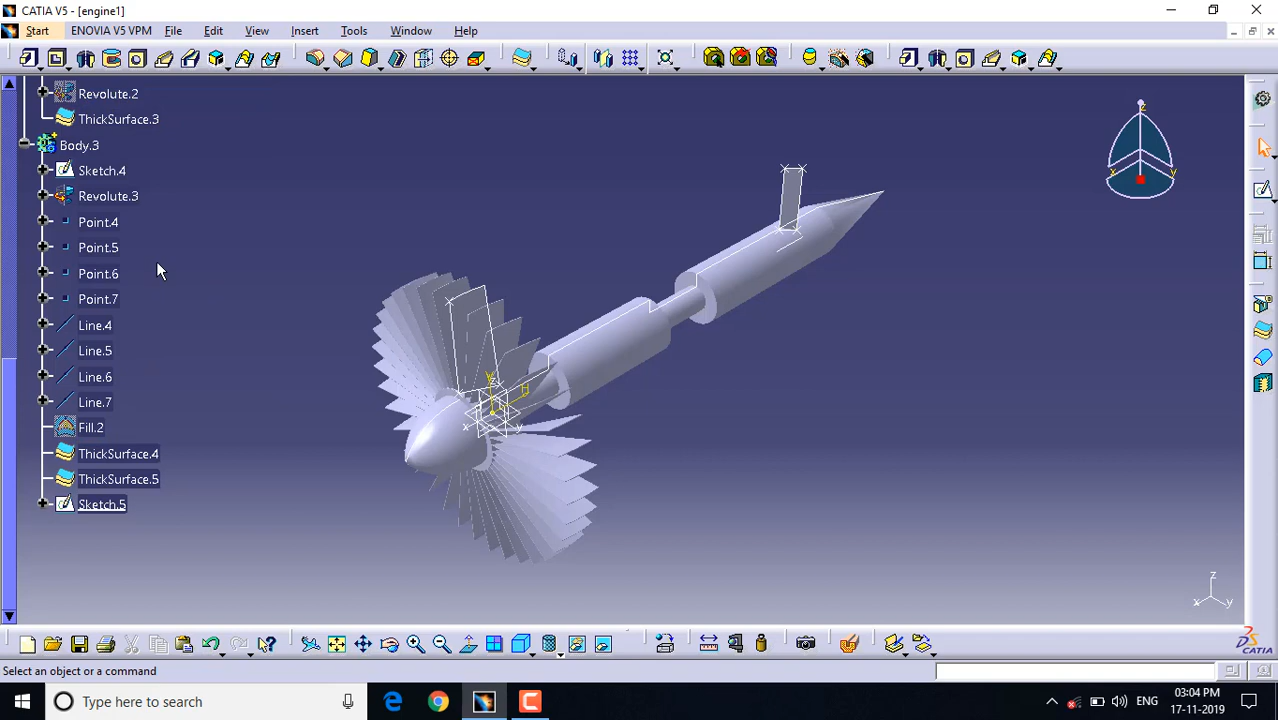 CATIA V5 - [engine1]
Start ENOVIA V5 VPM File Edit View Insert Tools Window Help
Revolute.2
ThickSurface.3
Body.3
Sketch.4
Revolute.3
Point.4
Point.5
Point.6
Point.7
Line.4
Line.5
Line.6
Line.7
Fill.2
ThickSurface.4
ThickSurface.5
Sketch.5
z
x y
Y
H
z
x y
z
x y
CATIA
Select an object or a command
Type here to search
ENG
03:04 PM
17-11-2019